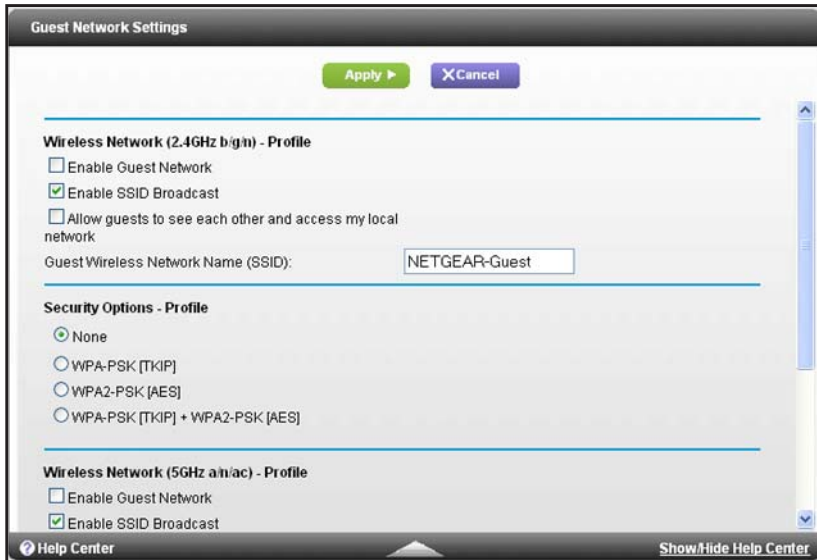 Guest Network Settings
Apply
Cancel
Wireless Network (2.4GHz b/g/n) - Profile
Enable Guest Network
Enable SSID Broadcast
Allow guests to see each other and access my local
network
Guest Wireless Network Name (SSID):
NETGEAR-Guest
Security Options - Profile
None
WPA-PSK [TKIP]
WPA2-PSK [AES]
WPA-PSK [TKIP] + WPA2-PSK [AES]
Wireless Network (5GHz a/n/ac) - Profile
Enable Guest Network
Enable SSID Broadcast
Help Center
Show/Hide Help Center